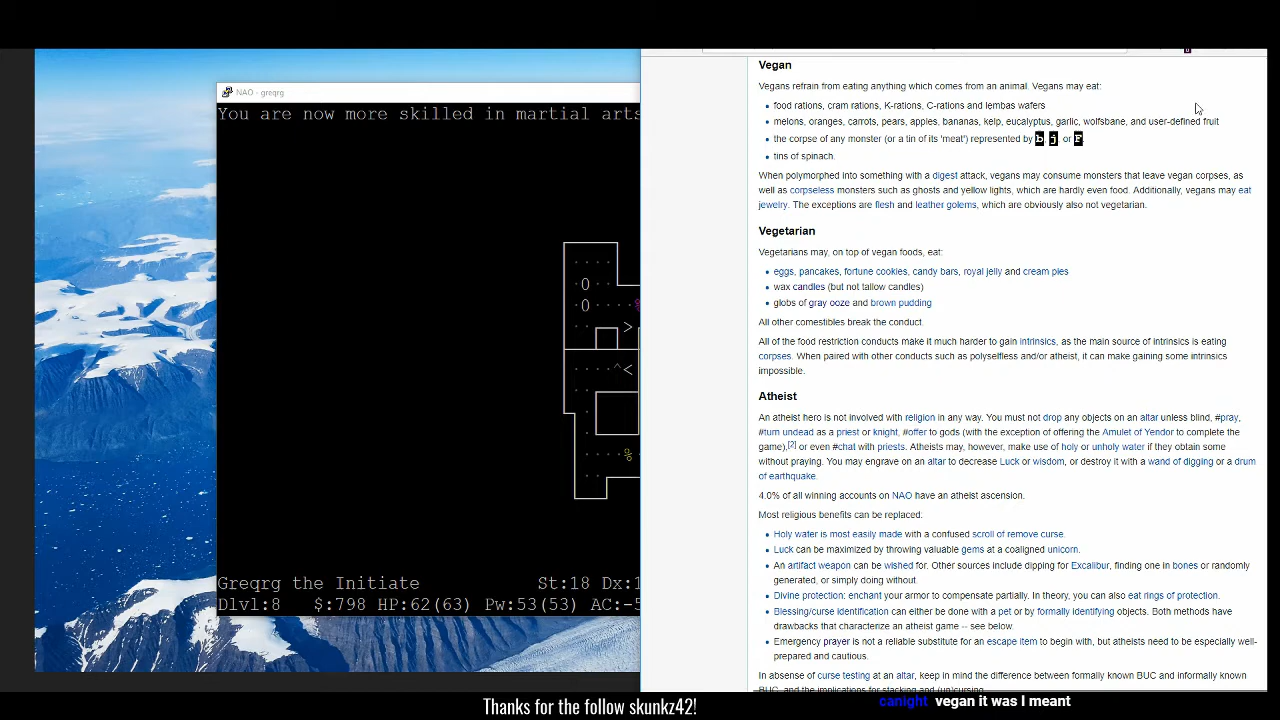 NAO - greqrg
You are now more skilled in martial arts
. . . .
0
0 . . . . %
. . >
. . . . ^ <
. . . . %
Greqrg the Initiate St:18 Dx:1
Dlvl:8 $:798 HP:62(63) Pw:53(53) AC:-5
Vegan
Vegans refrain from eating anything which comes from an animal. Vegans may eat:
• food rations, cram rations, K-rations, C-rations and lembas wafers
• melons, oranges, carrots, pears, apples, bananas, kelp, eucalyptus, garlic, wolfsbane, and user-defined fruit
• the corpse of any monster (or a tin of its 'meat') represented by b, j, or F.
• tins of spinach.
When polymorphed into something with a digest attack, vegans may consume monsters that leave vegan corpses, as
well as corpseless monsters such as ghosts and yellow lights, which are hardly even food. Additionally, vegans may eat
jewelry. The exceptions are flesh and leather golems, which are obviously also not vegetarian.
Vegetarian
Vegetarians may, on top of vegan foods, eat:
• eggs, pancakes, fortune cookies, candy bars, royal jelly and cream pies
• wax candles (but not tallow candles)
• globs of gray ooze and brown pudding
All other comestibles break the conduct.
All of the food restriction conducts make it much harder to gain intrinsics, as the main source of intrinsics is eating
corpses. When paired with other conducts such as polyselfless and/or atheist, it can make gaining some intrinsics
impossible.
Atheist
An atheist hero is not involved with religion in any way. You must not drop any objects on an altar unless blind, #pray,
#turn undead as a priest or knight, #offer to gods (with the exception of offering the Amulet of Yendor to complete the
game),[2] or even #chat with priests. Atheists may, however, make use of holy or unholy water if they obtain some
without praying. You may engrave on an altar to decrease Luck or wisdom, or destroy it with a wand of digging or a drum
of earthquake.
4.0% of all winning accounts on NAO have an atheist ascension.
Most religious benefits can be replaced:
• Holy water is most easily made with a confused scroll of remove curse.
• Luck can be maximized by throwing valuable gems at a coaligned unicorn.
• An artifact weapon can be wished for. Other sources include dipping for Excalibur, finding one in bones or randomly
generated, or simply doing without.
• Divine protection: enchant your armor to compensate partially. In theory, you can also eat rings of protection.
• Blessing/curse identification can either be done with a pet or by formally identifying objects. Both methods have
drawbacks that characterize an atheist game -- see below.
• Emergency prayer is not a reliable substitute for an escape item to begin with, but atheists need to be especially well-
prepared and cautious.
In absence of curse testing at an altar, keep in mind the difference between formally known BUC and informally known
BUC, and the implications for stacking and (un)cursing.
Thanks for the follow skunkz42!
canight vegan it was I meant